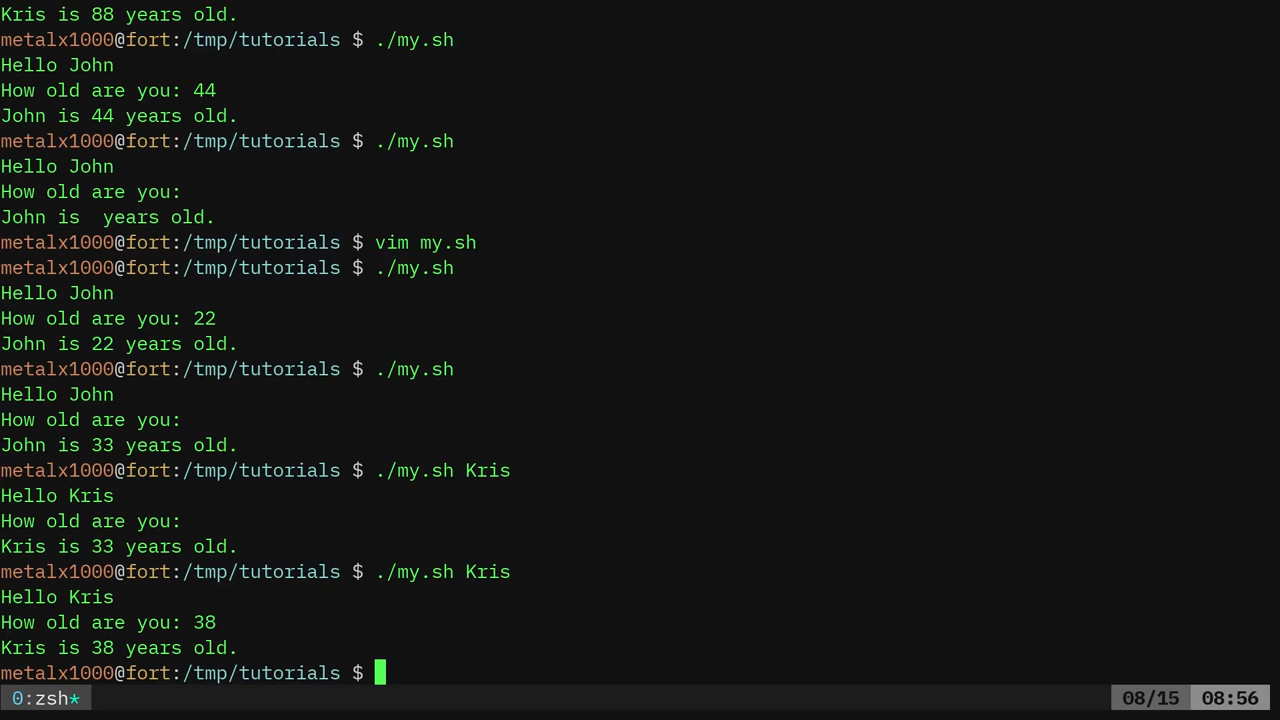 Kris is 88 years old.
metalx1000@fort:/tmp/tutorials $ ./my.sh
Hello John
How old are you: 44
John is 44 years old.
metalx1000@fort:/tmp/tutorials $ ./my.sh
Hello John
How old are you:
John is  years old.
metalx1000@fort:/tmp/tutorials $ vim my.sh
metalx1000@fort:/tmp/tutorials $ ./my.sh
Hello John
How old are you: 22
John is 22 years old.
metalx1000@fort:/tmp/tutorials $ ./my.sh
Hello John
How old are you:
John is 33 years old.
metalx1000@fort:/tmp/tutorials $ ./my.sh Kris
Hello Kris
How old are you:
Kris is 33 years old.
metalx1000@fort:/tmp/tutorials $ ./my.sh Kris
Hello Kris
How old are you: 38
Kris is 38 years old.
metalx1000@fort:/tmp/tutorials $
0:zsh* 08/15 08:56